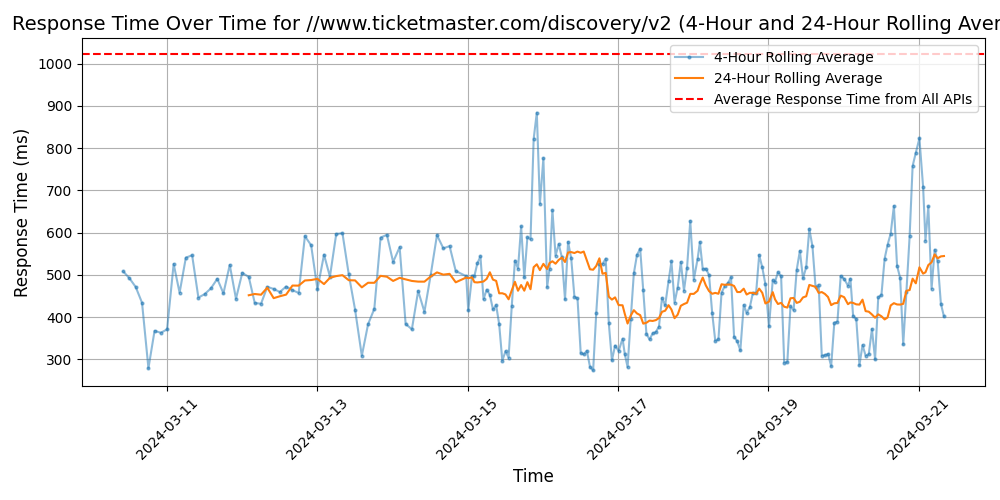 Response Time Over Time for //www.ticketmaster.com/discovery/v2 (4-Hour and 24-Hour Rolling Aver
4-Hour Rolling Average
24-Hour Rolling Average
Average Response Time from All APIs
Response Time (ms)
1000
900
800
700
600
500
400
300
2024-03-11
2024-03-13
2024-03-15
2024-03-17
2024-03-19
2024-03-21
Time